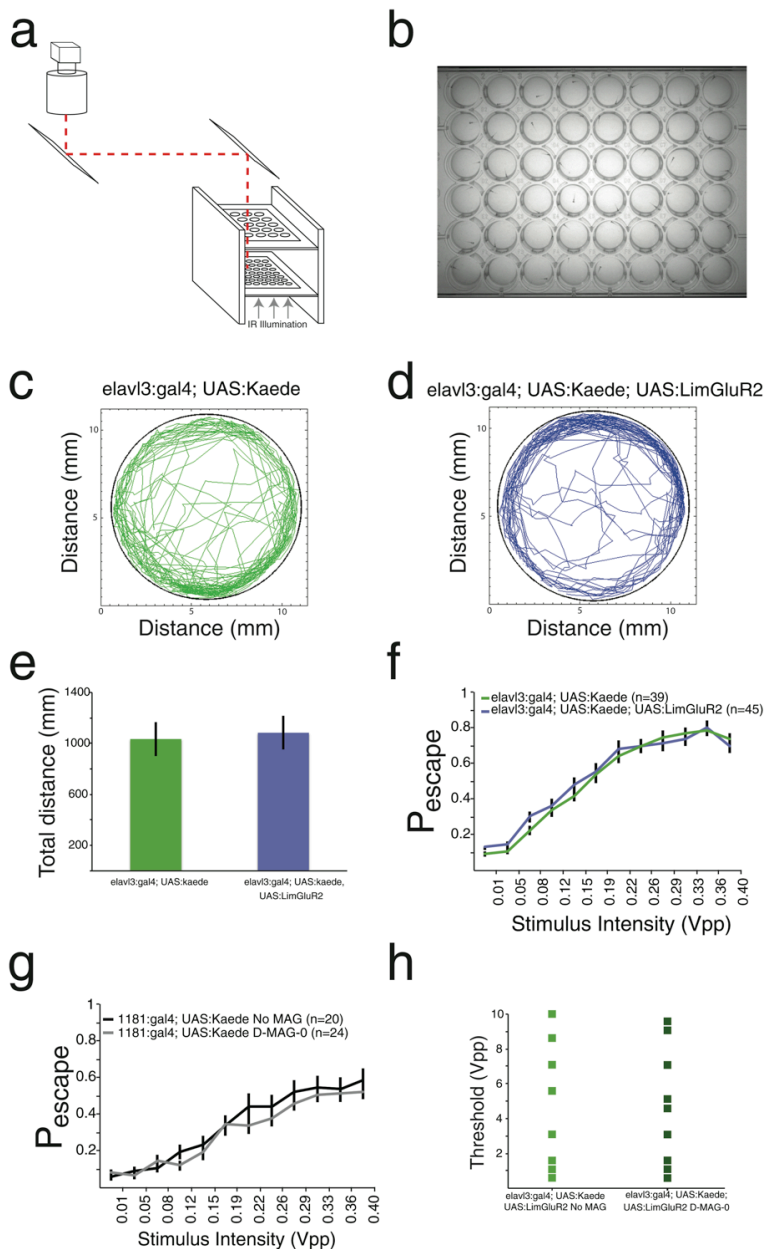 a
b
IR Illumination
c
elavl3:gal4; UAS:Kaede
Distance (mm)
10
5
0
5
10
Distance (mm)
d
elavl3:gal4; UAS:Kaede; UAS:LimGluR2
Distance (mm)
10
5
0
5
10
Distance (mm)
e
Total distance (mm)
1400
1000
600
200
elavl3:gal4; UAS:kaede
elavl3:gal4; UAS:kaede,
UAS:LimGluR2
f
Pescape
1
0.8
0.6
0.4
0.2
elavl3:gal4; UAS:Kaede (n=39)
elavl3:gal4; UAS:Kaede; UAS:LimGluR2 (n=45)
0.01 0.05 0.08 0.12 0.14 0.17 0.19 0.22 0.26 0.29 0.33 0.36 0.40
Stimulus Intensity (Vpp)
g
Pescape
1
0.8
0.6
0.4
0.2
1181:gal4; UAS:Kaede No MAG (n=20)
1181:gal4; UAS:Kaede D-MAG-0 (n=24)
0.01 0.05 0.08 0.12 0.14 0.17 0.19 0.22 0.26 0.29 0.33 0.36 0.40
Stimulus Intensity (Vpp)
h
Threshold (Vpp)
10
8
6
4
2
elavl3:gal4; UAS:Kaede
UAS:LimGluR2 No MAG
elavl3:gal4; UAS:Kaede;
UAS:LimGluR2 D-MAG-0